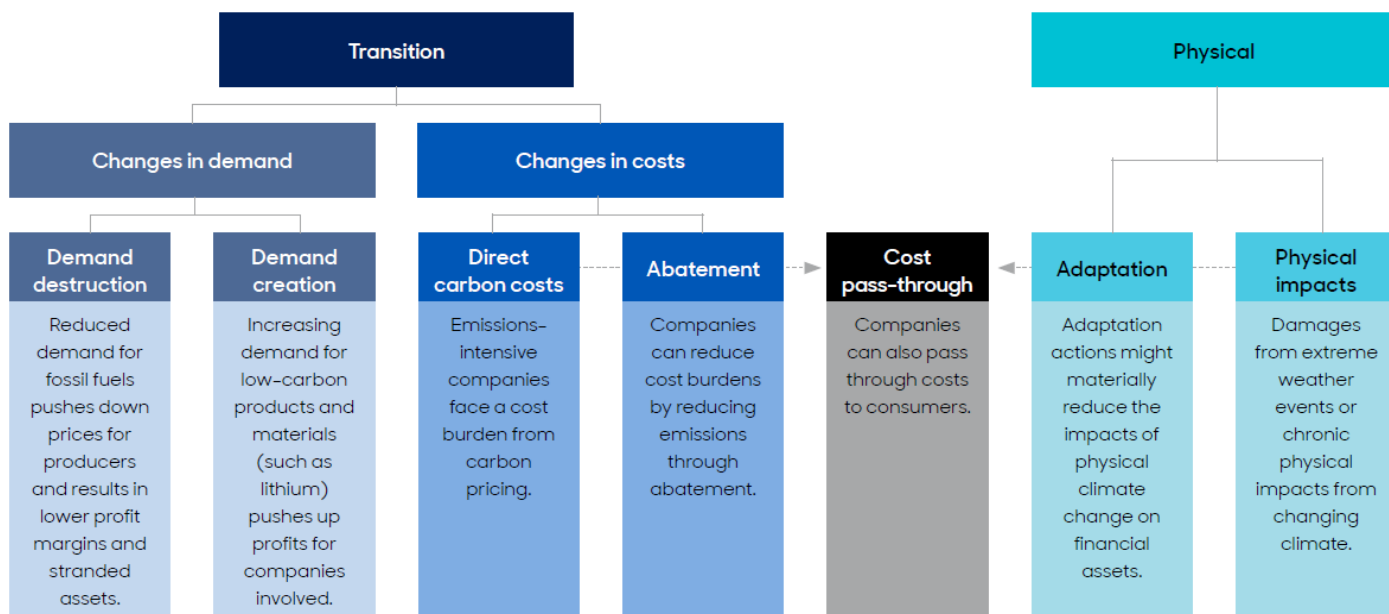 Transition
Physical
Changes in demand
Changes in costs
Demand
destruction
Reduced
demand for
fossil fuels
pushes down
prices for
producers
and results in
lower profit
margins and
stranded
assets.
Demand
creation
Increasing
demand for
low-carbon
products and
materials
(such as
lithium)
pushes up
profits for
companies
involved.
Direct
carbon costs
Emissions-
intensive
companies
face a cost
burden from
carbon
pricing.
Abatement
Companies
can reduce
cost burdens
by reducing
emissions
through
abatement.
Cost
pass-through
Companies
can also pass
through costs
to consumers.
Adaptation
Adaptation
actions might
materially
reduce the
impacts of
physical
climate
change on
financial
assets.
Physical
impacts
Damages
from extreme
weather
events or
chronic
physical
impacts from
changing
climate.